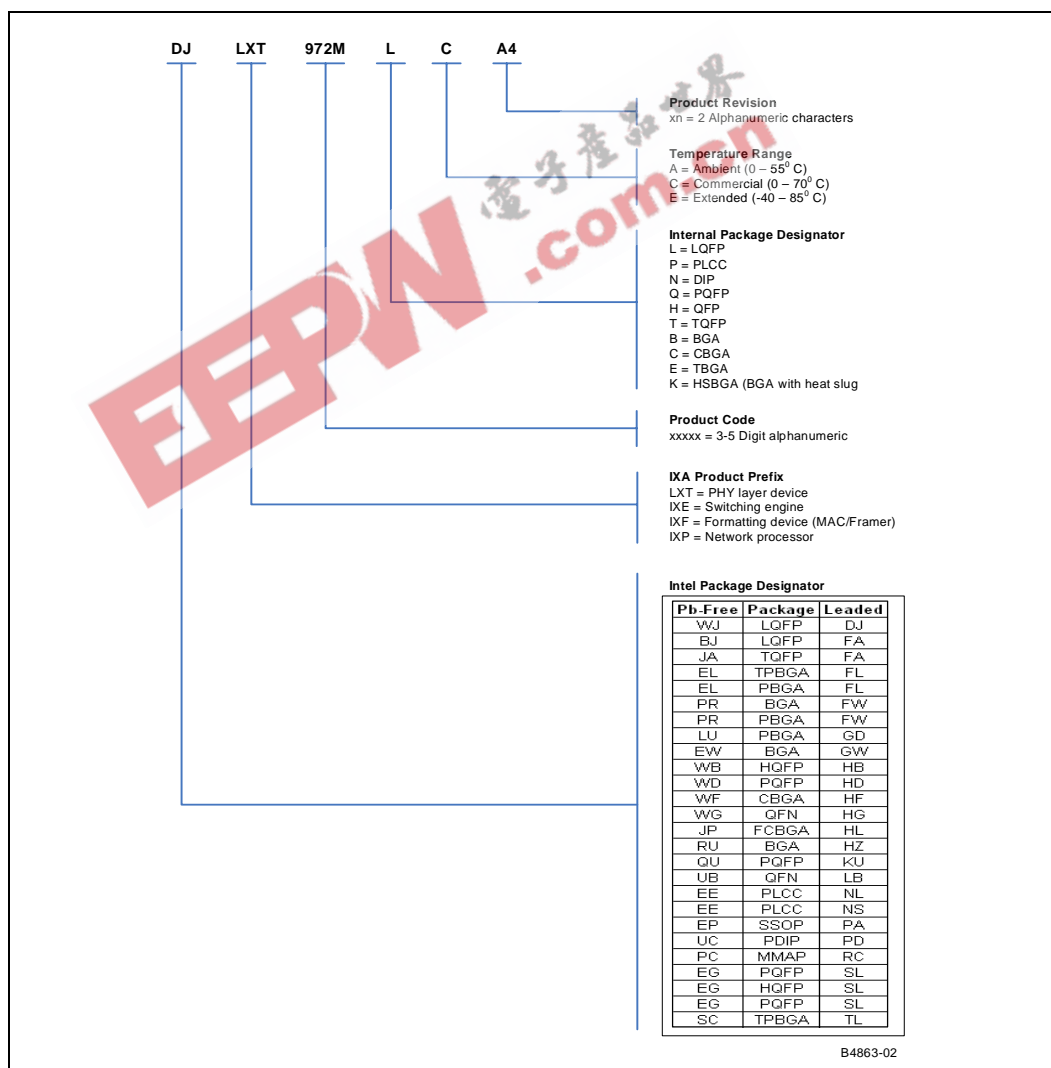 DJ LXT 972M L C A4
Product Revision
xn = 2 Alphanumeric characters
Temperature Range
A = Ambient (0 – 55⁰ C)
C = Commercial (0 – 70⁰ C)
E = Extended (-40 – 85⁰ C)
Internal Package Designator
L = LQFP
P = PLCC
N = DIP
Q = PQFP
H = QFP
T = TQFP
B = BGA
C = CBGA
E = TBGA
K = HSBGA (BGA with heat slug
Product Code
xxxxx = 3-5 Digit alphanumeric
IXA Product Prefix
LXT = PHY layer device
IXE = Switching engine
IXF = Formatting device (MAC/Framer)
IXP = Network processor
Intel Package Designator
Pb-Free Package Leaded
WJ LQFP DJ
BJ LQFP FA
JA TQFP FA
EL TPBGA FL
EL PBGA FL
PR BGA FW
PR PBGA FW
LU PBGA GD
EW BGA GW
WB HQFP HB
WD PQFP HD
WF CBGA HF
WG QFN HG
JP FCBGA HL
RU BGA HZ
QU PQFP KU
UB QFN LB
EE PLCC NL
EE PLCC NS
EP SSOP PA
UC PDIP PD
PC MMAP RC
EG PQFP SL
EG HQFP SL
EG PQFP SL
SC TPBGA TL
B4863-02
EEPW
.com.cn
電子產品世界